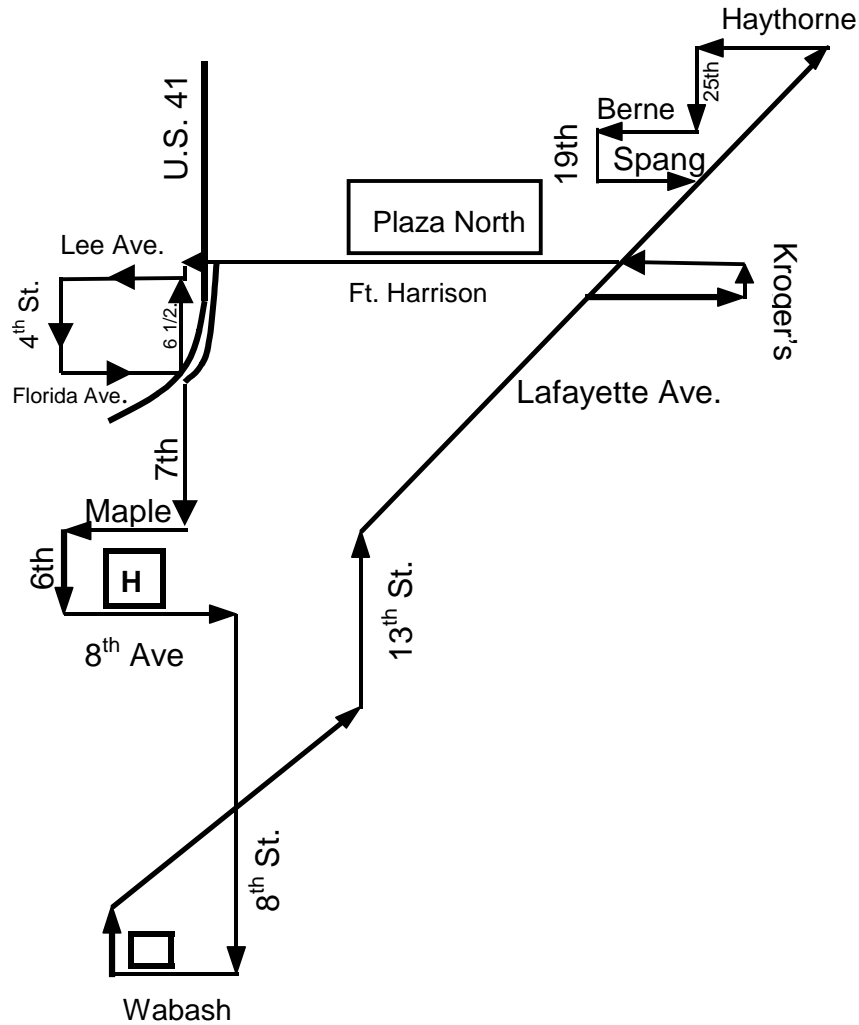 Haythorne
U.S. 41
25th
Berne
19th
Spang
Plaza North
Lee Ave.
Kroger's
Ft. Harrison
4th St.
6 1/2.
Florida Ave.
Lafayette Ave.
7th
Maple
6th
H
13th St.
8th Ave
8th St.
Wabash